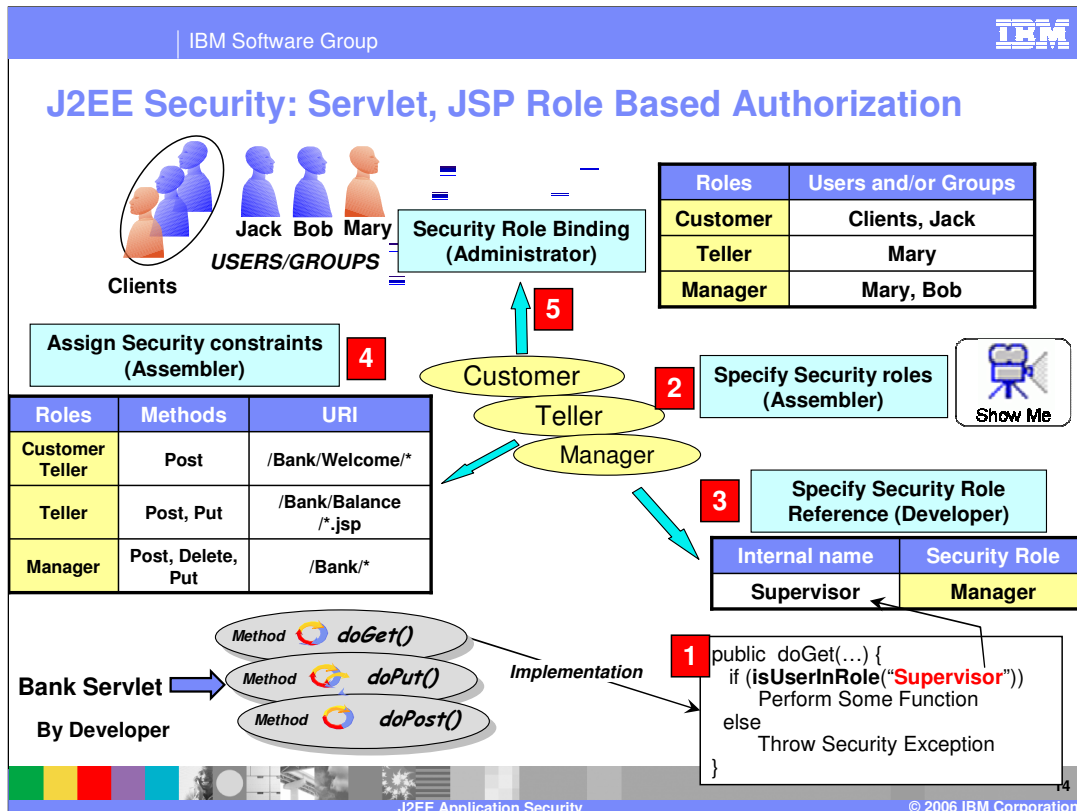 IBM Software Group
IBM
J2EE Security: Servlet, JSP Role Based Authorization
Jack Bob Mary
USERS/GROUPS
Clients
Security Role Binding
(Administrator)
Roles Users and/or Groups
Customer Clients, Jack
Teller Mary
Manager Mary, Bob
5
Assign Security constraints
(Assembler)
4
Customer
Teller
Manager
2
Specify Security roles
(Assembler)
Show Me
Roles Methods URI
Customer
Teller
Post
/Bank/Welcome/*
Teller
Post, Put
/Bank/Balance
/*.jsp
Manager
Post, Delete,
Put
/Bank/*
3
Specify Security Role
Reference (Developer)
Internal name Security Role
Supervisor Manager
Bank Servlet
By Developer
Method doGet()
Method doPut()
Method doPost()
Implementation
1
public doGet(…) {
if (isUserInRole(“Supervisor”))
Perform Some Function
else
Throw Security Exception
}
14
J2EE Application Security
© 2006 IBM Corporation